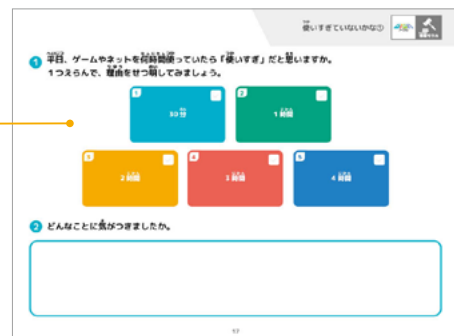 使いすぎていないかな①
1 平日、ゲームやネットを何時間使っていたら「使いすぎ」だと思いますか。
1つえらんで、理由をせつ明してみましょう。
1
30分
2
1時間
3
2時間
4
3時間
5
4時間
2 どんなことに気がつきましたか。
17